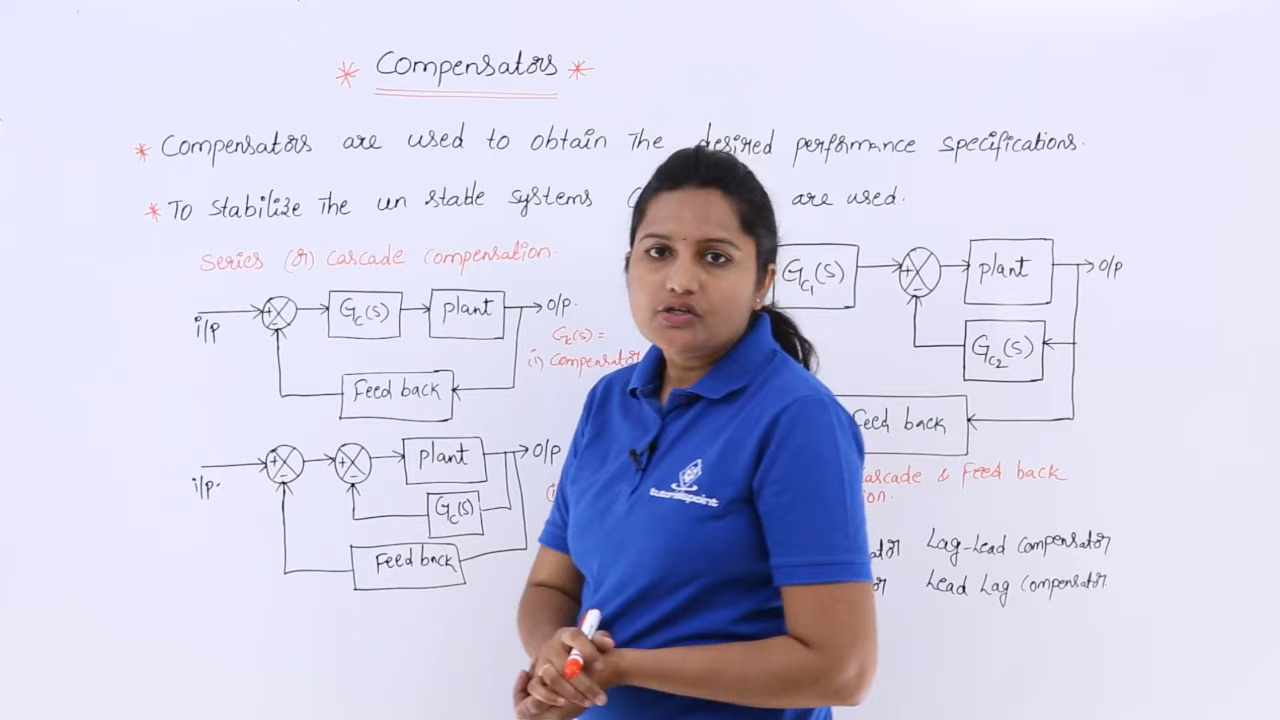 * Compensators *
* Compensators are used to obtain The desired performance specifications.
* To stabilize The un stable systems are used.
Series (or) cascade compensation.
i/p
+
-
Gc(s)
plant
o/p.
Gc(s) =
(i) compensator
Feed back
i/p.
+
-
+
-
plant
o/p
Gc(s)
Feed back
Gc1(s)
+
-
plant
o/p
Gc2(s)
Feed back
cascade & Feed back
Lag-Lead compensator
Lead Lag compensator
tutorialspoint